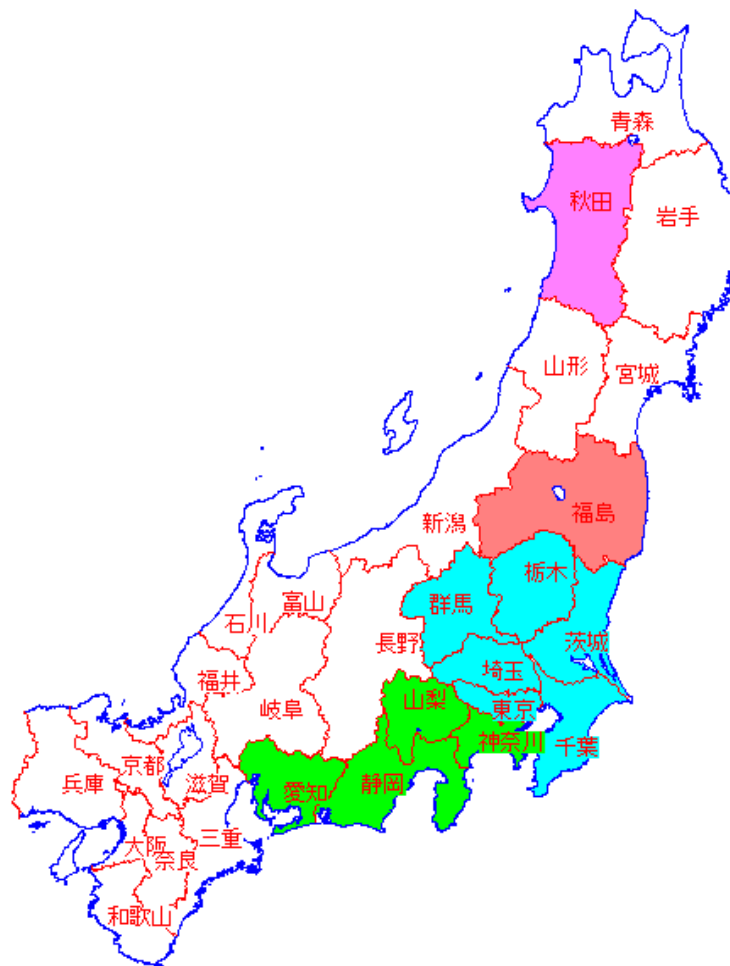 青森
秋田
岩手
山形
宮城
福島
新潟
栃木
群馬
富山
石川
長野
茨城
埼玉
福井
山梨
岐阜
東京
神奈川
千葉
京都
滋賀
兵庫
愛知
静岡
三重
大阪
奈良
和歌山